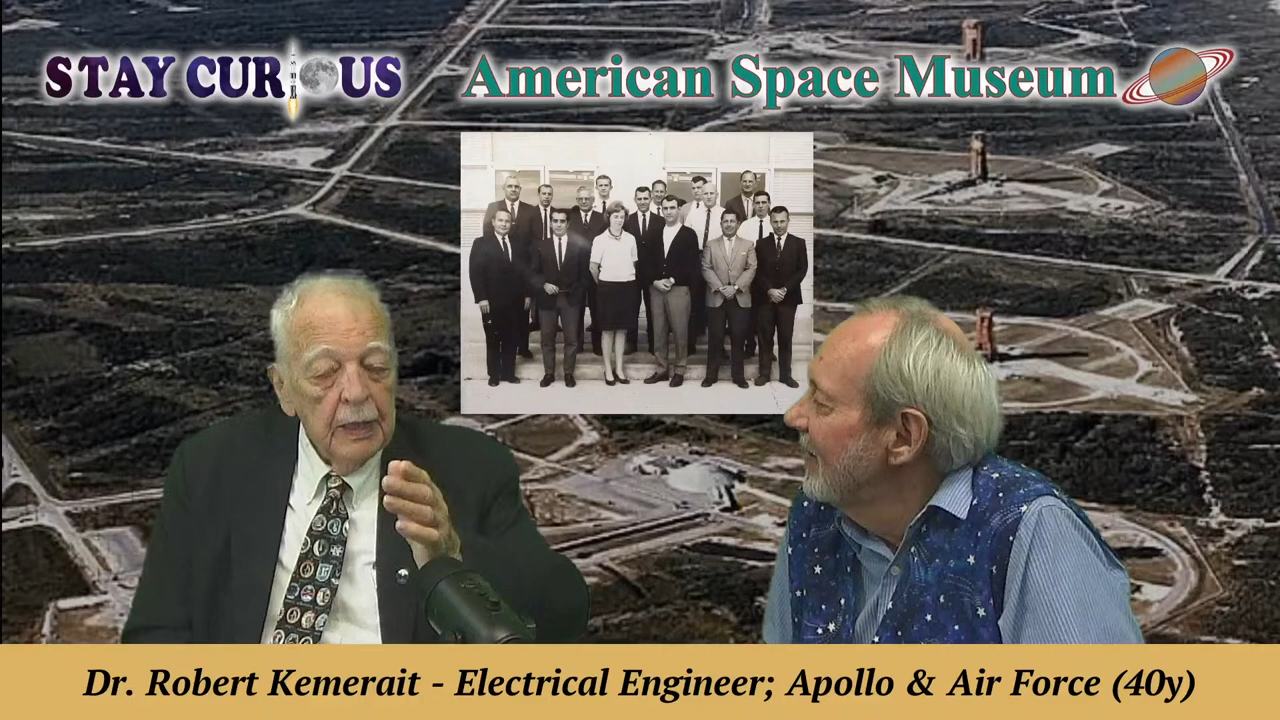 STAY CURIOUS
American Space Museum
Dr. Robert Kemerait - Electrical Engineer; Apollo & Air Force (40y)